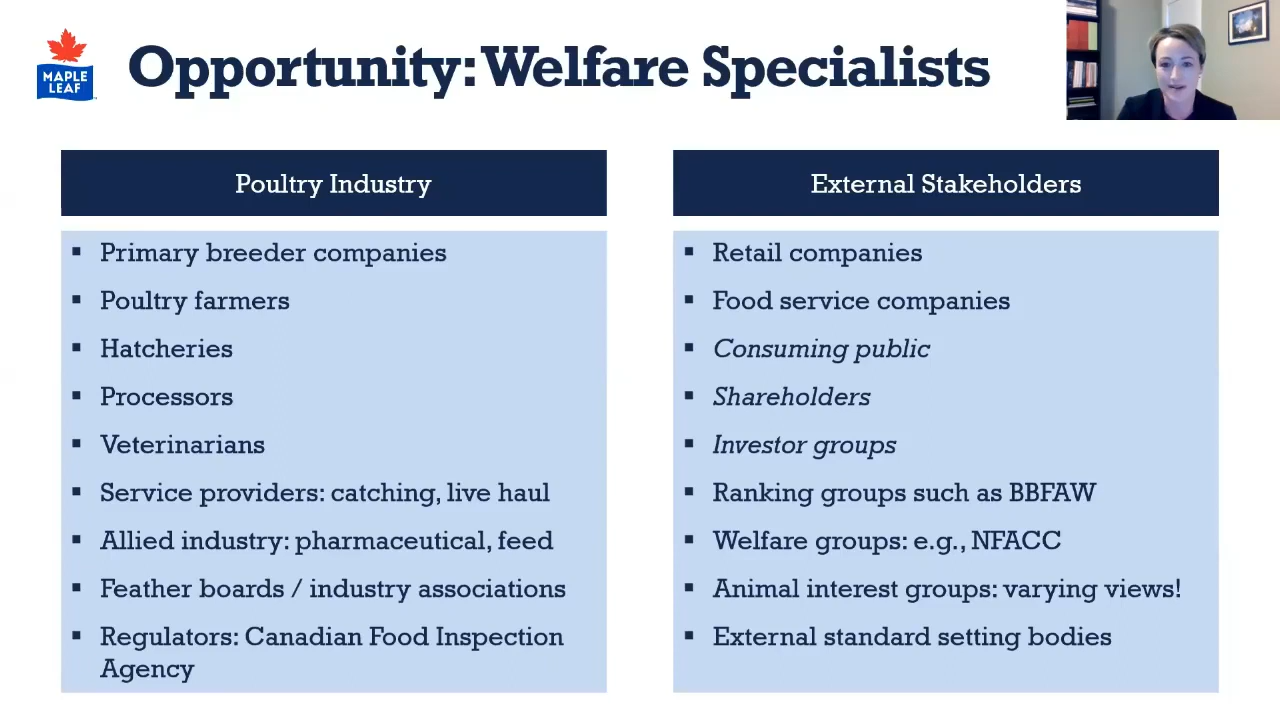 MAPLE
LEAF
Opportunity: Welfare Specialists
Poultry Industry
▪ Primary breeder companies
▪ Poultry farmers
▪ Hatcheries
▪ Processors
▪ Veterinarians
▪ Service providers: catching, live haul
▪ Allied industry: pharmaceutical, feed
▪ Feather boards / industry associations
▪ Regulators: Canadian Food Inspection
Agency
External Stakeholders
▪ Retail companies
▪ Food service companies
▪ Consuming public
▪ Shareholders
▪ Investor groups
▪ Ranking groups such as BBFAW
▪ Welfare groups: e.g., NFACC
▪ Animal interest groups: varying views!
▪ External standard setting bodies